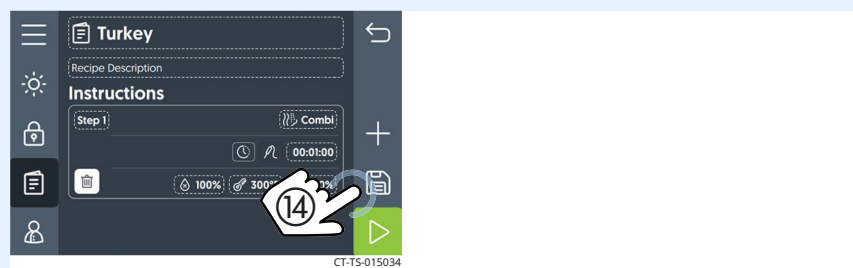 Turkey
Recipe Description
Instructions
Step 1 Combi
00:01:00
100% 300°
14
CT-TS-015034